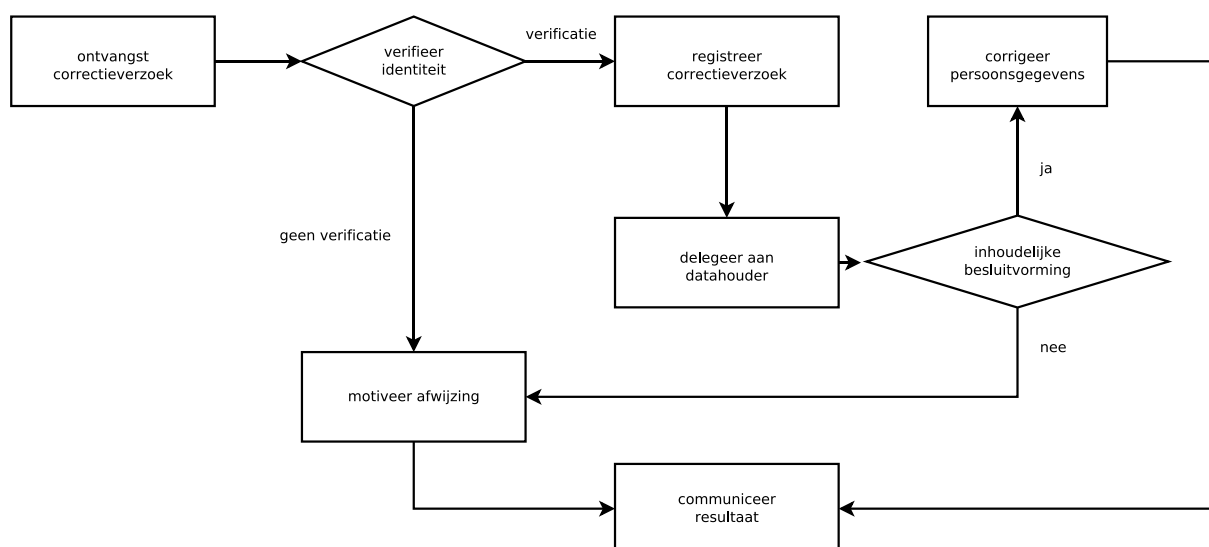 ontvangst
correctieverzoek
verifieer
identiteit
verificatie
registreer
correctieverzoek
corrigeer
persoonsgegevens
ja
geen verificatie
delegeer aan
datahouder
inhoudelijke
besluitvorming
nee
motiveer afwijzing
communiceer
resultaat